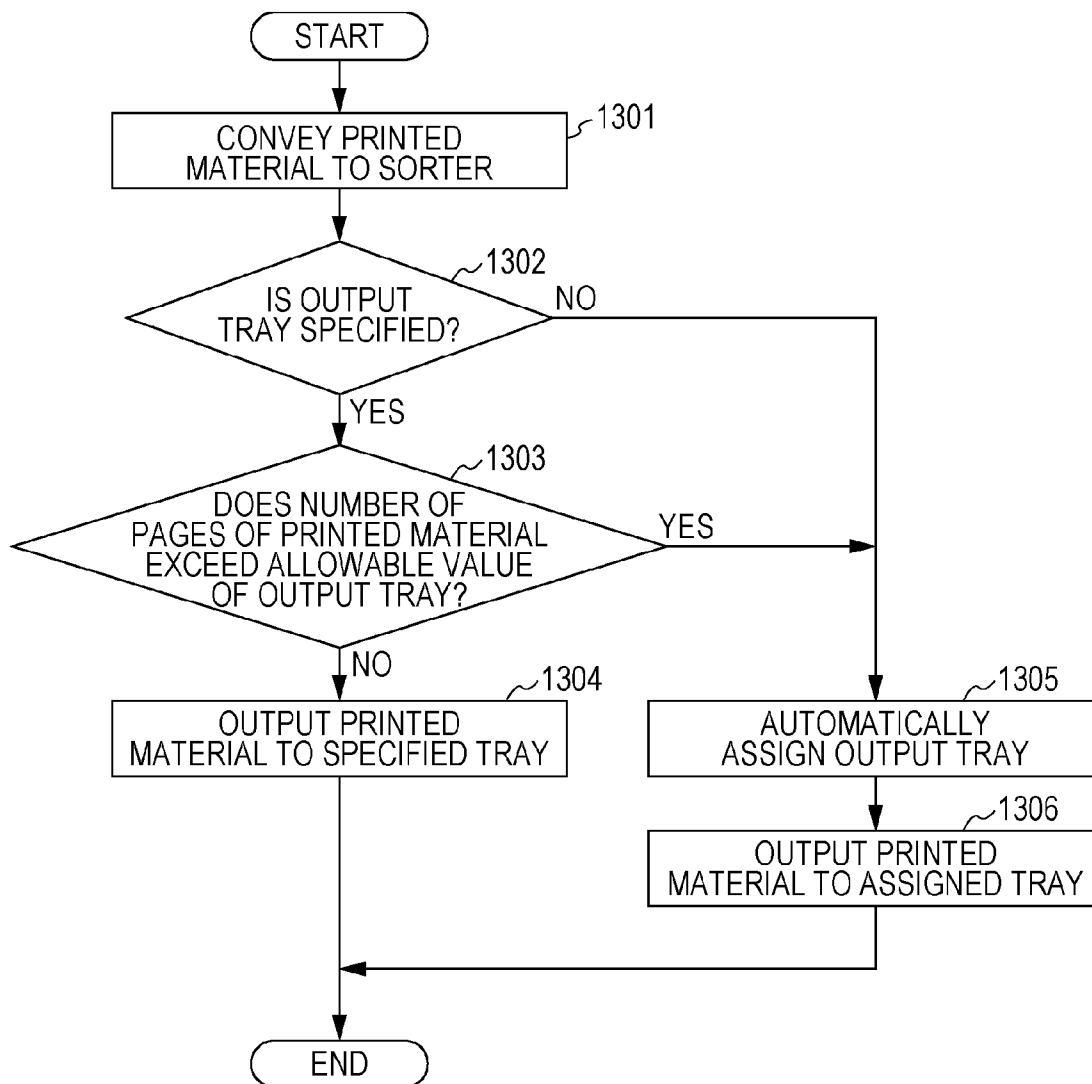 START
1301
CONVEY PRINTED
MATERIAL TO SORTER
1302
IS OUTPUT
TRAY SPECIFIED?
NO
YES
1303
DOES NUMBER OF
PAGES OF PRINTED MATERIAL
EXCEED ALLOWABLE VALUE
OF OUTPUT TRAY?
YES
NO
1304
OUTPUT PRINTED
MATERIAL TO SPECIFIED TRAY
1305
AUTOMATICALLY
ASSIGN OUTPUT TRAY
1306
OUTPUT PRINTED
MATERIAL TO ASSIGNED TRAY
END